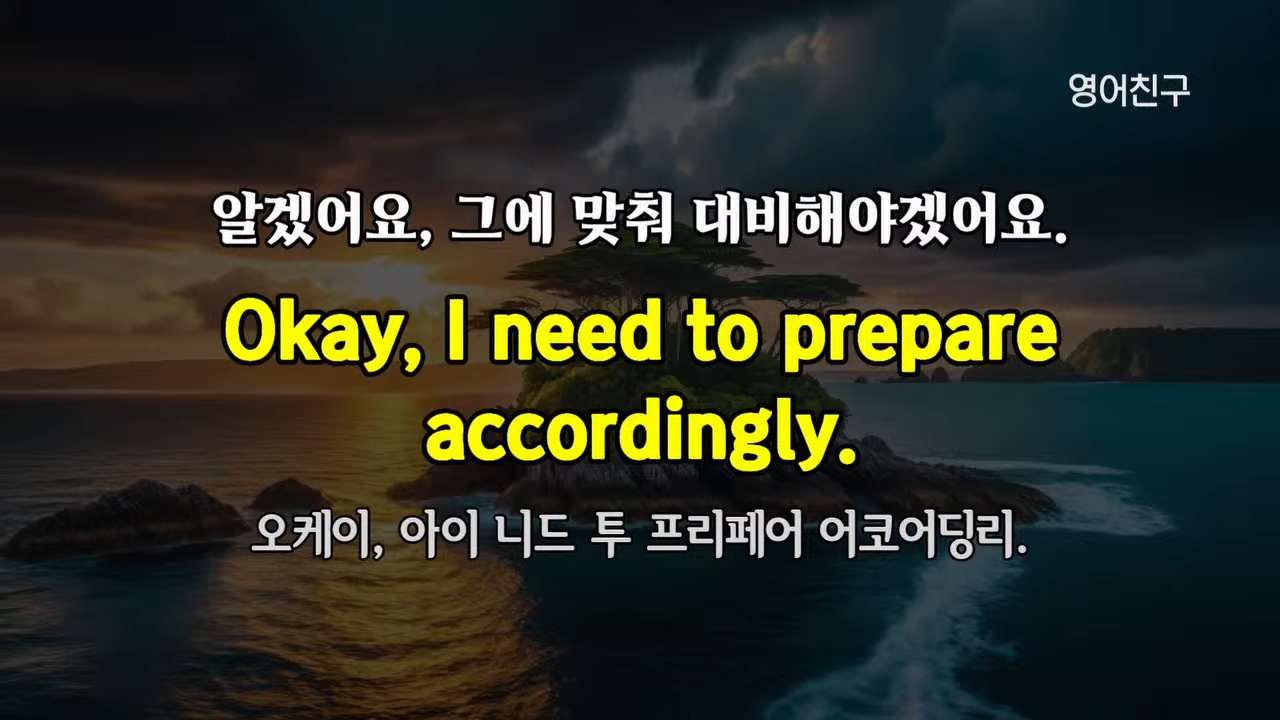 영어친구
알겠어요, 그에 맞춰 대비해야겠어요.
Okay, I need to prepare
accordingly.
오케이, 아이 니드 투 프리페어 어코어딩리.